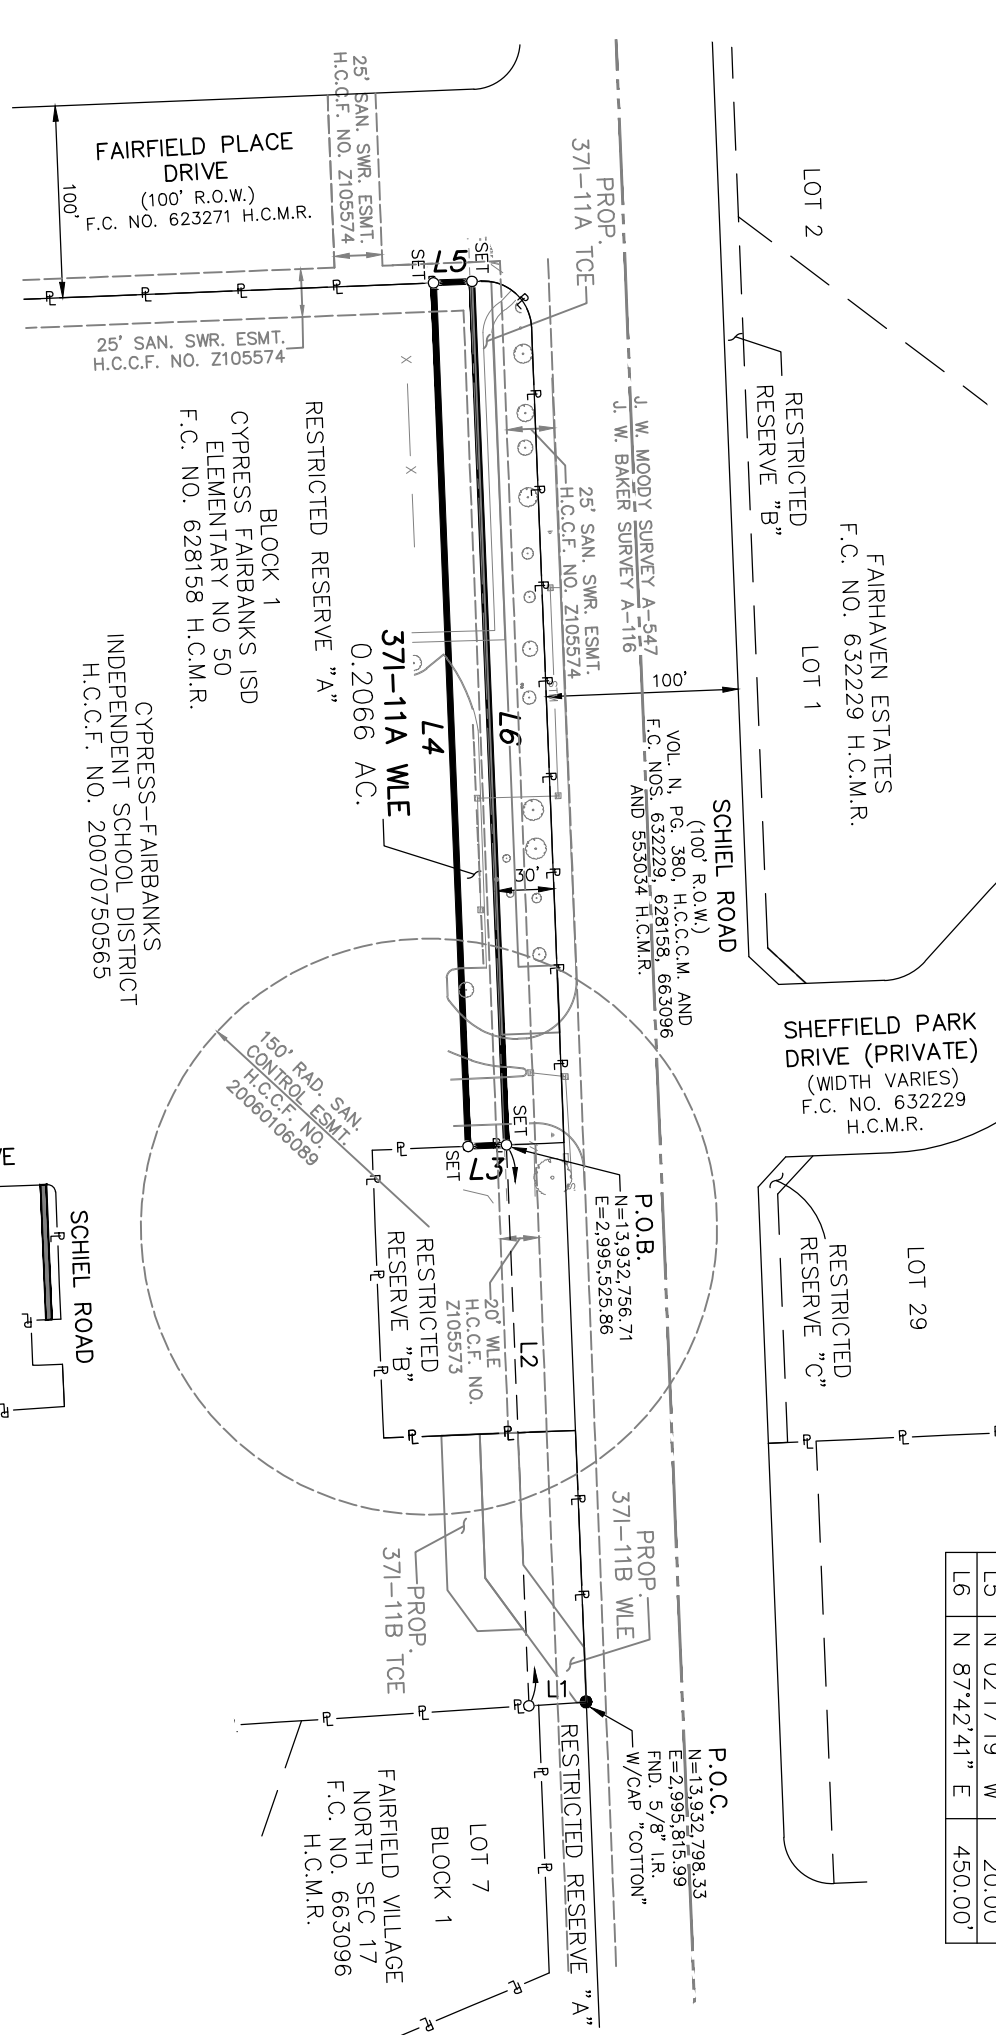 25' SAN. SWR. ESMT.
H.C.C.F. NO. Z105574
FAIRFIELD PLACE
DRIVE
(100' R.O.W.)
F.C. NO. 623271 H.C.M.R.
100'
25' SAN. SWR. ESMT.
H.C.C.F. NO. Z105574
SET
L5
SET
PROP.
37I-11A TCE
LOT 2
RESTRICTED
RESERVE "B"
FAIRHAVEN ESTATES
F.C. NO. 632229 H.C.M.R.
LOT 1
J. W. MOODY SURVEY A-547
J. W. BAKER SURVEY A-116
25' SAN. SWR. ESMT.
H.C.C.F. NO. Z105574
100'
X
X
RESTRICTED RESERVE "A"
BLOCK 1
CYPRESS FAIRBANKS ISD
ELEMENTARY NO 50
F.C. NO. 628158 H.C.M.R.
37I-11A WLE
0.2066 AC.
L4
L6
STM
CYPRESS-FAIRBANKS
INDEPENDENT SCHOOL DISTRICT
H.C.C.F. NO. 20070750565
SCHIEL ROAD
(100' R.O.W.)
VOL. N, PG. 380, H.C.C.M. AND
F.C. NOS. 632229, 628158, 663096
AND 553034 H.C.M.R.
30'
SHEFFIELD PARK
DRIVE (PRIVATE)
(WIDTH VARIES)
F.C. NO. 632229
H.C.M.R.
150' RAD. SAN.
CONTROL ESMT.
H.C.C.F. NO.
20060106089
SET
L3
SET
P.O.B.
N=13,932,756.71
E=2,995,525.86
RESTRICTED
RESERVE "B"
20' WLE
H.C.C.F. NO.
Z105573
L2
RESTRICTED
RESERVE "C"
LOT 29
SCHIEL ROAD
PROP.
37I-11B WLE
PROP.
37I-11B TCE
L1
P.O.C.
N=13,932,798.33
E=2,995,815.99
FND. 5/8" I.R.
W/CAP "COTTON"
RESTRICTED RESERVE "A"
LOT 7
BLOCK 1
FAIRFIELD VILLAGE
NORTH SEC 17
F.C. NO. 663096
H.C.M.R.
L5 W 20.00'
L6 N 87°42'41" E 450.00'